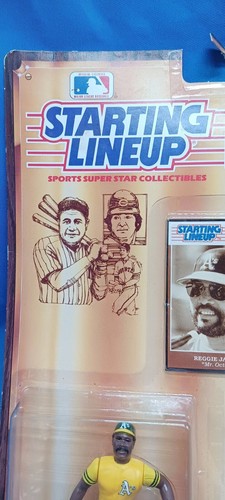 STARTING
LINEUP
SPORTS SUPER STAR COLLECTIBLES
STARTING
LINEUP
A's
REGGIE JA
"Mr. Oct
A's
A's